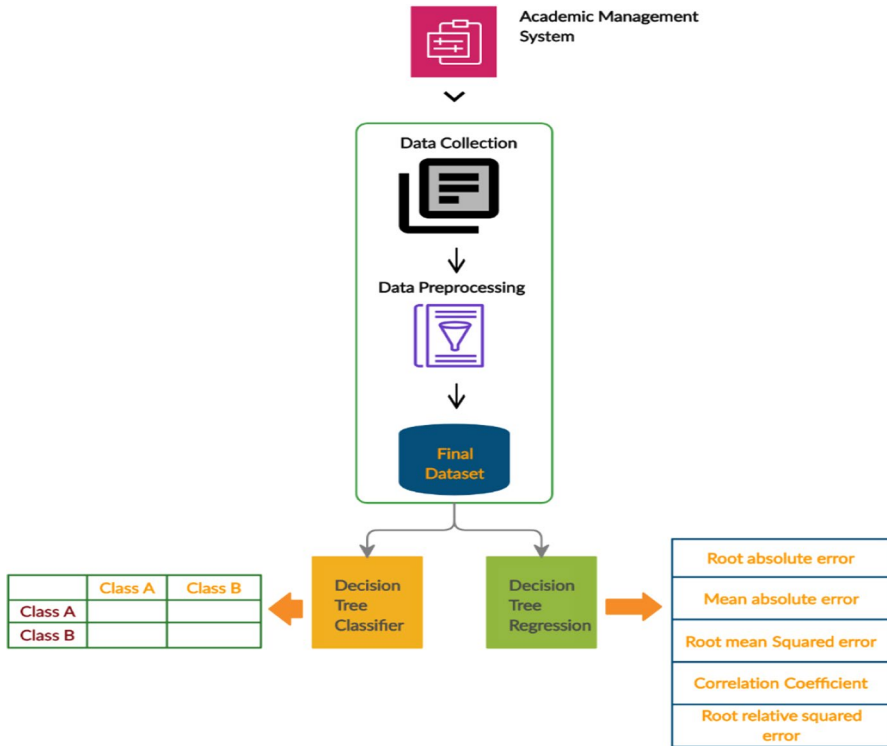 Academic Management
System
Data Collection
Data Preprocessing
Final
Dataset
Class A Class B
Class A
Class B
Decision
Tree
Classifier
Decision
Tree
Regression
Root absolute error
Mean absolute error
Root mean Squared error
Correlation Coefficient
Root relative squared
error